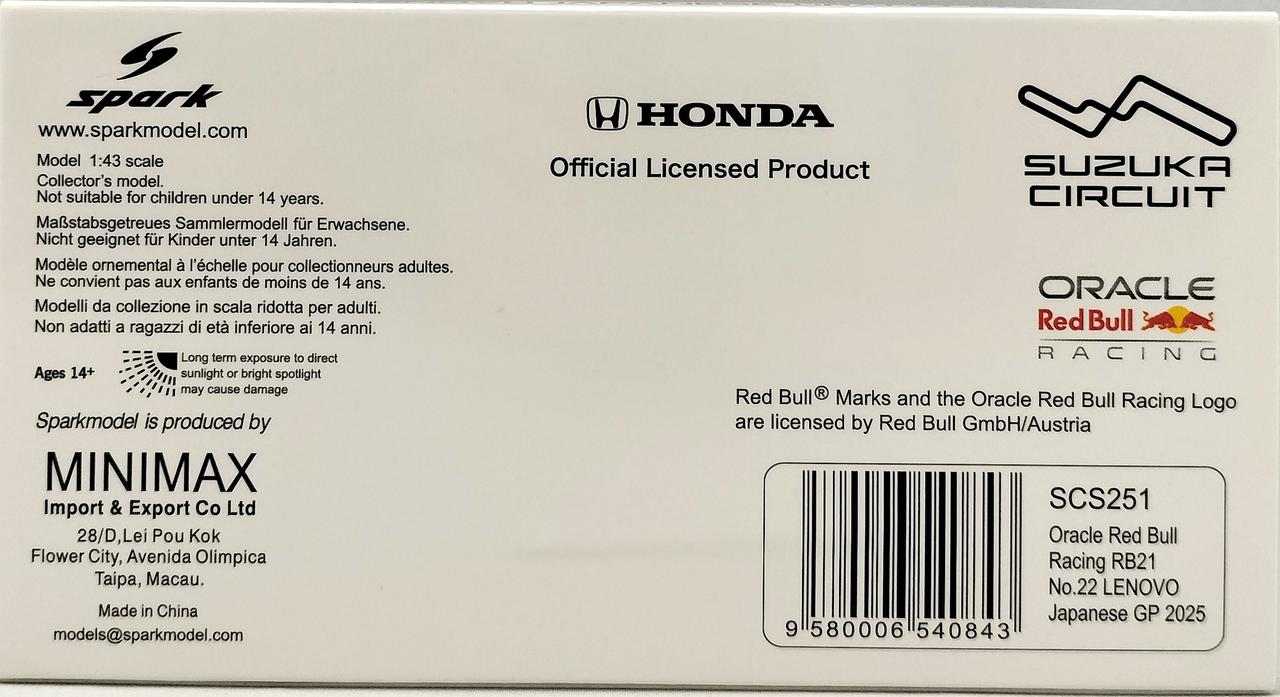 spark
www.sparkmodel.com
Model 1:43 scale
Collector's model.
Not suitable for children under 14 years.
Maßstabsgetreues Sammlermodell für Erwachsene.
Nicht geeignet für Kinder unter 14 Jahren.
Modèle ornemental à l'échelle pour collectionneurs adultes.
Ne convient pas aux enfants de moins de 14 ans.
Modelli da collezione in scala ridotta per adulti.
Non adatti a ragazzi di età inferiore ai 14 anni.
Ages 14+
Long term exposure to direct
sunlight or bright spotlight
may cause damage
Sparkmodel is produced by
MINIMAX
Import & Export Co Ltd
28/D,Lei Pou Kok
Flower City, Avenida Olimpica
Taipa, Macau.
Made in China
models@sparkmodel.com
HONDA
Official Licensed Product
SUZUKA
CIRCUIT
ORACLE
Red Bull
RACING
Red Bull® Marks and the Oracle Red Bull Racing Logo
are licensed by Red Bull GmbH/Austria
9 580006 540843
SCS251
Oracle Red Bull
Racing RB21
No.22 LENOVO
Japanese GP 2025